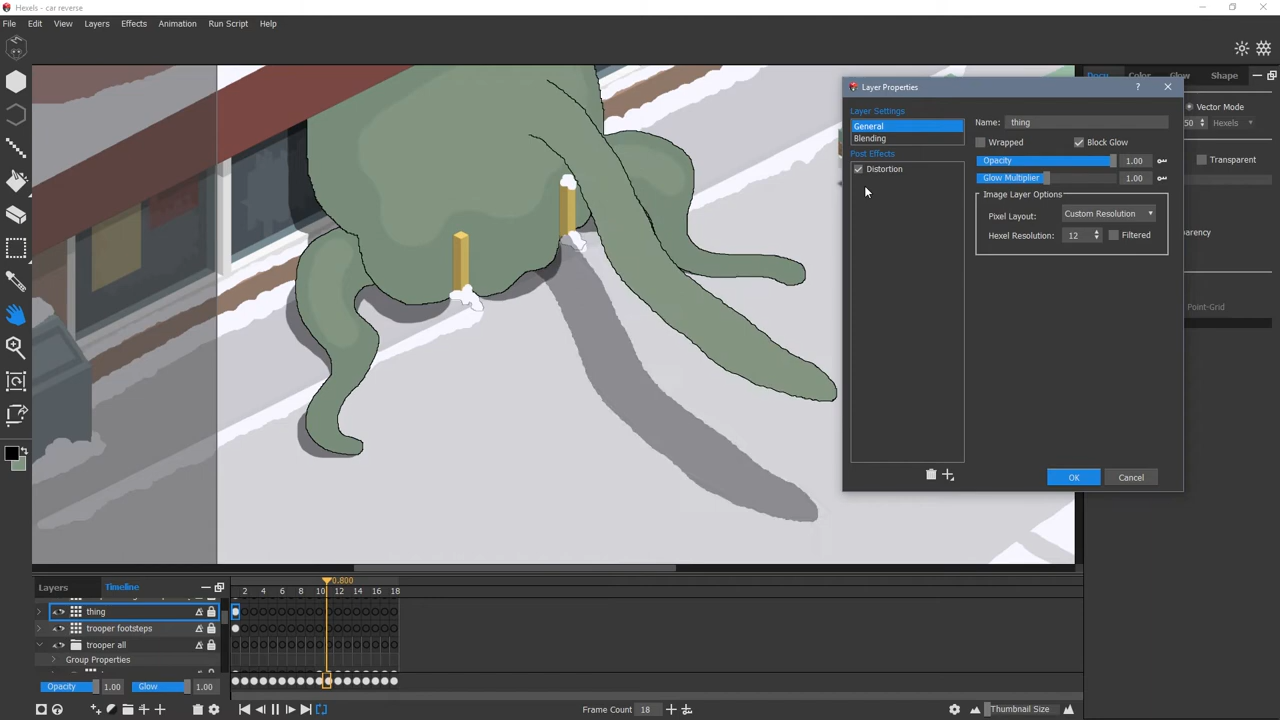 Hexels - car reverse
File Edit View Layers Effects Animation Run Script Help
Docu Color Glow Shape
Vector Mode
50 Hexels
Transparent
Point-Grid
Layer Properties ?
Layer Settings
General
Blending
Post Effects
Distortion
Name: thing
Wrapped Block Glow
Opacity 1.00
Glow Multiplier 1.00
Image Layer Options
Pixel Layout: Custom Resolution
Hexel Resolution: 12 Filtered
OK Cancel
Layers Timeline
0.800
2 4 6 8 10 12 14 16 18
thing
trooper footsteps
trooper all
Group Properties
Opacity 1.00 Glow 1.00
Frame Count 18
Thumbnail Size